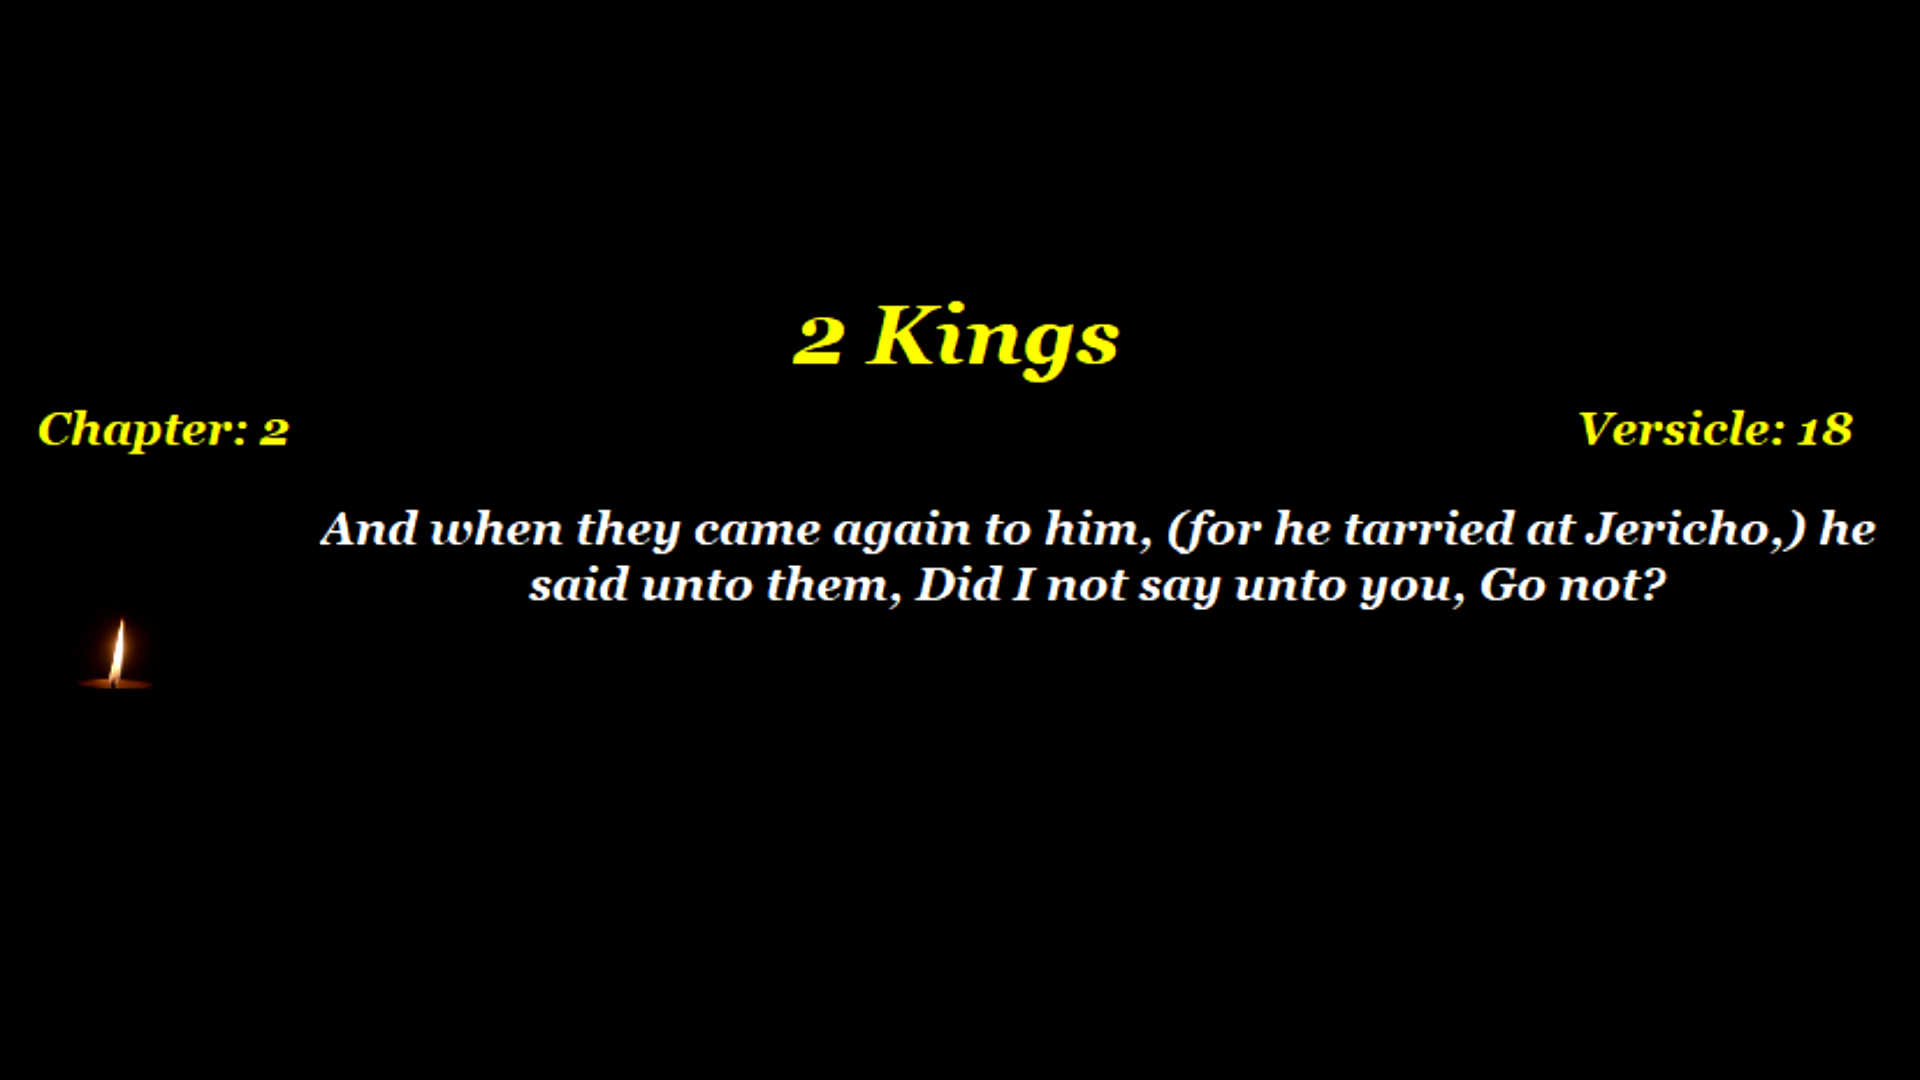 2 Kings
Chapter: 2
Versicle: 18
And when they came again to him, (for he tarried at Jericho,) he
said unto them, Did I not say unto you, Go not?